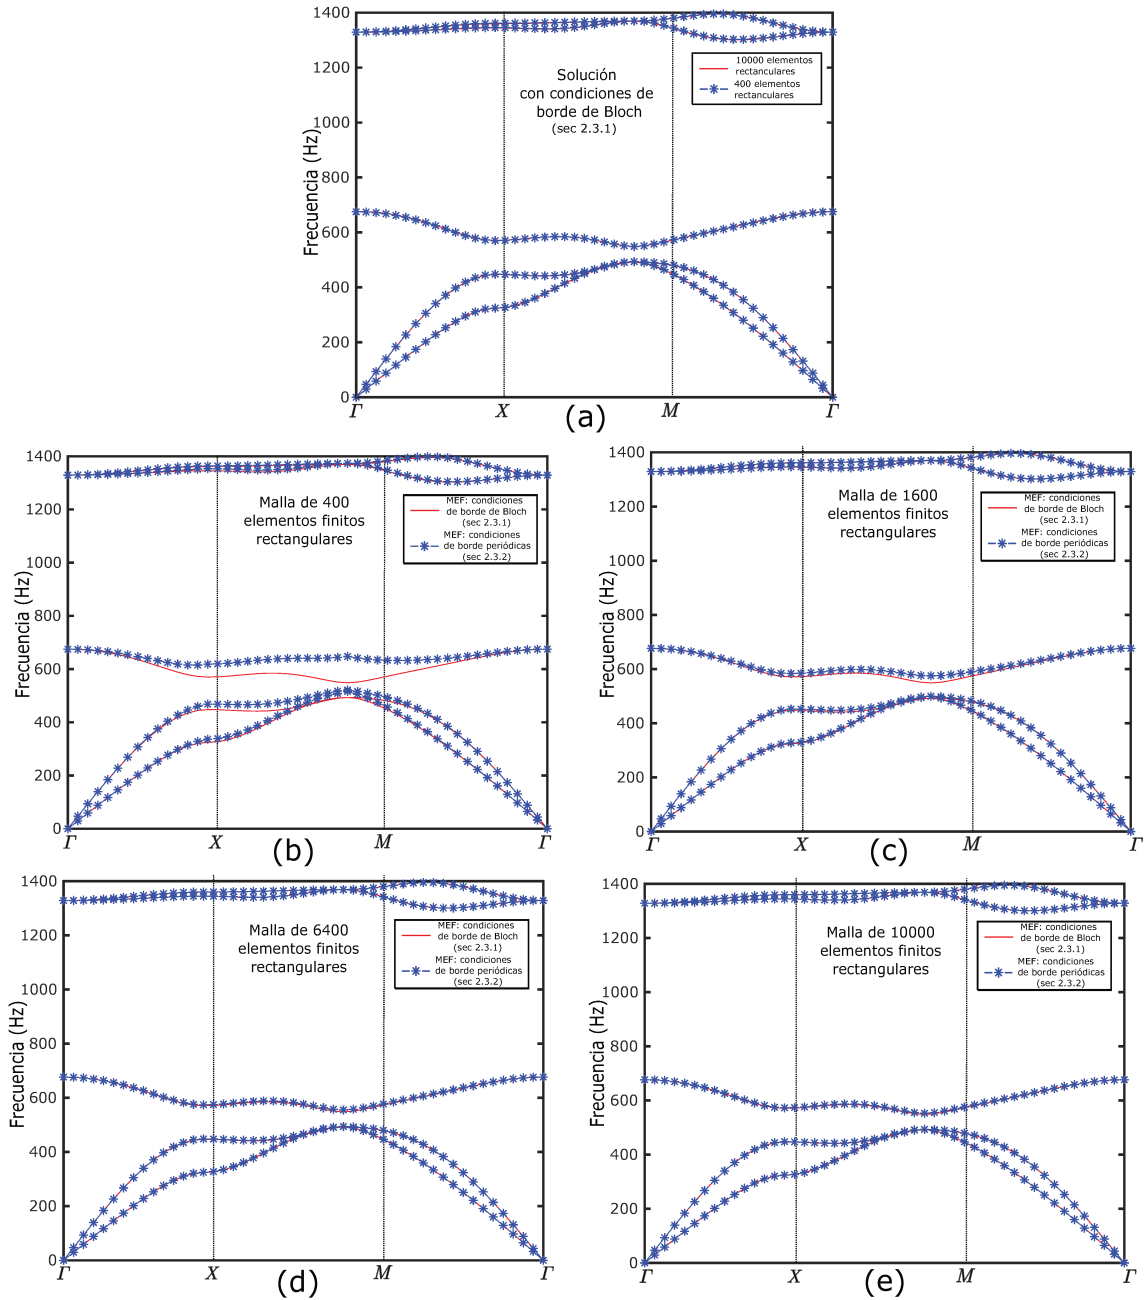 1400
1200
1000
800
600
400
200
0
Frecuencia (Hz)
Solución
con condiciones de
borde de Bloch
(sec 2.3.1)
10000 elementos
rectanculares
400 elementos
rectanculares
Γ X M Γ
(a)
1400
1200
1000
800
600
400
200
0
Frecuencia (Hz)
Malla de 400
elementos finitos
rectangulares
MEF: condiciones
de borde de Bloch
(sec 2.3.1)
MEF: condiciones
de borde periódicas
(sec 2.3.2)
Γ X M Γ
(b)
1400
1200
1000
800
600
400
200
0
Frecuencia (Hz)
Malla de 1600
elementos finitos
rectangulares
MEF: condiciones
de borde de Bloch
(sec 2.3.1)
MEF: condiciones
de borde periódicas
(sec 2.3.2)
Γ X M Γ
(c)
1400
1200
1000
800
600
400
200
0
Frecuencia (Hz)
Malla de 6400
elementos finitos
rectangulares
MEF: condiciones
de borde de Bloch
(sec 2.3.1)
MEF: condiciones
de borde periódicas
(sec 2.3.2)
Γ X M Γ
(d)
1400
1200
1000
800
600
400
200
0
Frecuencia (Hz)
Malla de 10000
elementos finitos
rectangulares
MEF: condiciones
de borde de Bloch
(sec 2.3.1)
MEF: condiciones
de borde periódicas
(sec 2.3.2)
Γ X M Γ
(e)